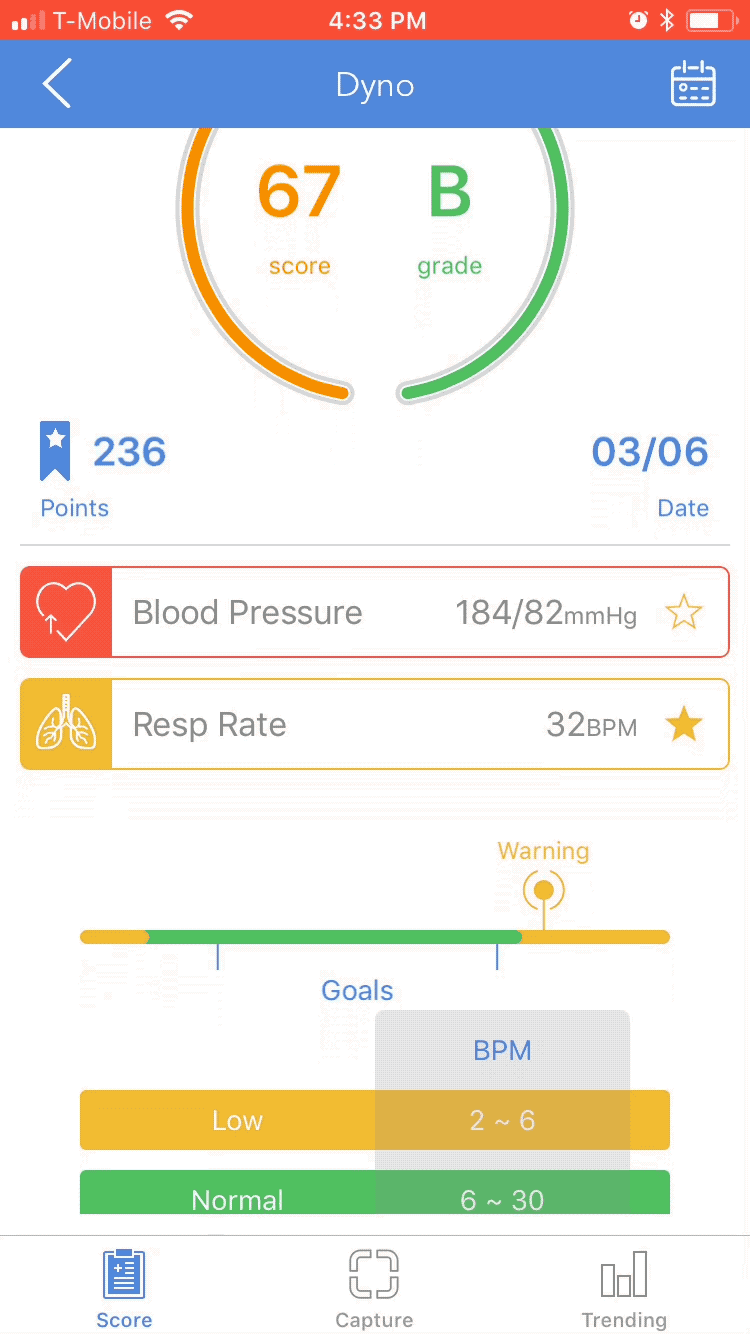 T-Mobile 4:33 PM
Dyno
67 B
score grade
236 03/06
Points Date
Blood Pressure 184/82mmHg
Resp Rate 32BPM
Warning
Goals
BPM
Low 2 ~ 6
Normal 6 ~ 30
Score Capture Trending